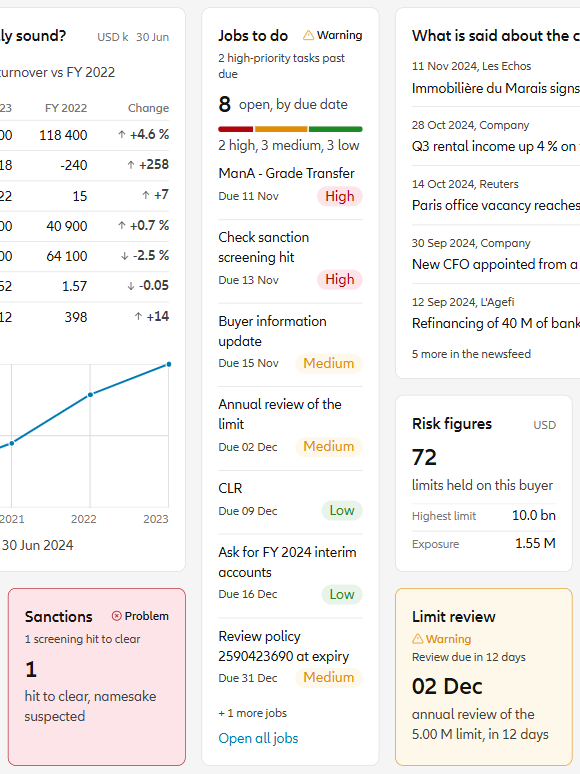 ly sound?
USD k 30 Jun
turnover vs FY 2022
23 FY 2022 Change
00 118 400 ↑ +4.6 %
18 -240 ↑ +258
22 15 ↑ +7
00 40 900 ↑ +0.7 %
00 64 100 ↓ -2.5 %
52 1.57 ↓ -0.05
12 398 ↑ +14
2021 2022 2023
30 Jun 2024
Sanctions
Problem
1 screening hit to clear
1
hit to clear, namesake
suspected
Jobs to do
Warning
2 high-priority tasks past
due
8 open, by due date
2 high, 3 medium, 3 low
ManA - Grade Transfer
Due 11 Nov High
Check sanction
screening hit
Due 13 Nov High
Buyer information
update
Due 15 Nov Medium
Annual review of the
limit
Due 02 Dec Medium
CLR
Due 09 Dec Low
Ask for FY 2024 interim
accounts
Due 16 Dec Low
Review policy
2590423690 at expiry
Due 31 Dec Medium
+ 1 more jobs
Open all jobs
What is said about the c
11 Nov 2024, Les Echos
Immobilière du Marais signs
28 Oct 2024, Company
Q3 rental income up 4 % on
14 Oct 2024, Reuters
Paris office vacancy reaches
30 Sep 2024, Company
New CFO appointed from a
12 Sep 2024, L'Agefi
Refinancing of 40 M of bank
5 more in the newsfeed
Risk figures
USD
72
limits held on this buyer
Highest limit 10.0 bn
Exposure 1.55 M
Limit review
Warning
Review due in 12 days
02 Dec
annual review of the
5.00 M limit, in 12 days